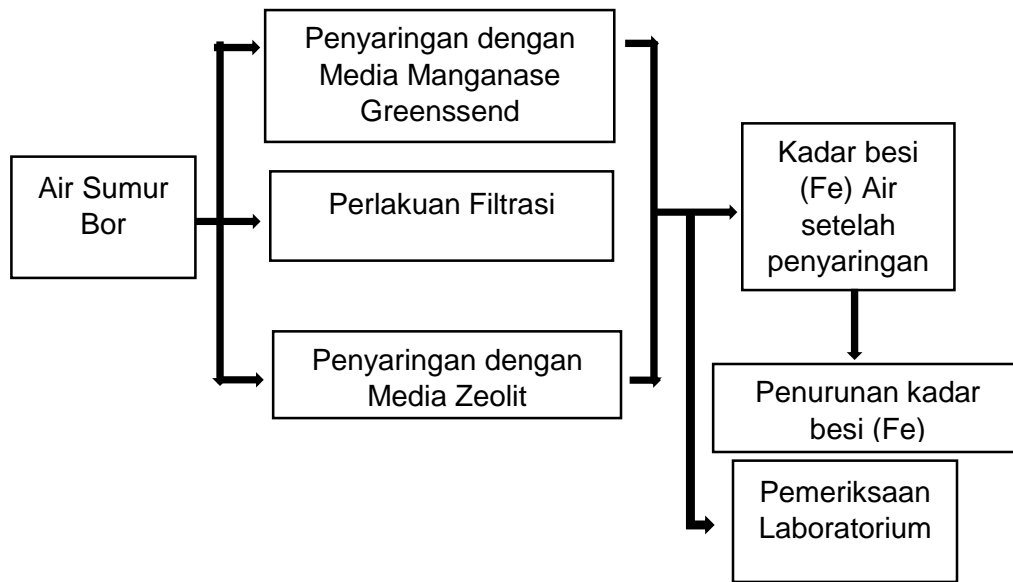 Penyaringan dengan
Media Manganase
Greenssend
Air Sumur
Bor
Perlakuan Filtrasi
Penyaringan dengan
Media Zeolit
Kadar besi
(Fe) Air
setelah
penyaringan
Penurunan kadar
besi (Fe)
Pemeriksaan
Laboratorium